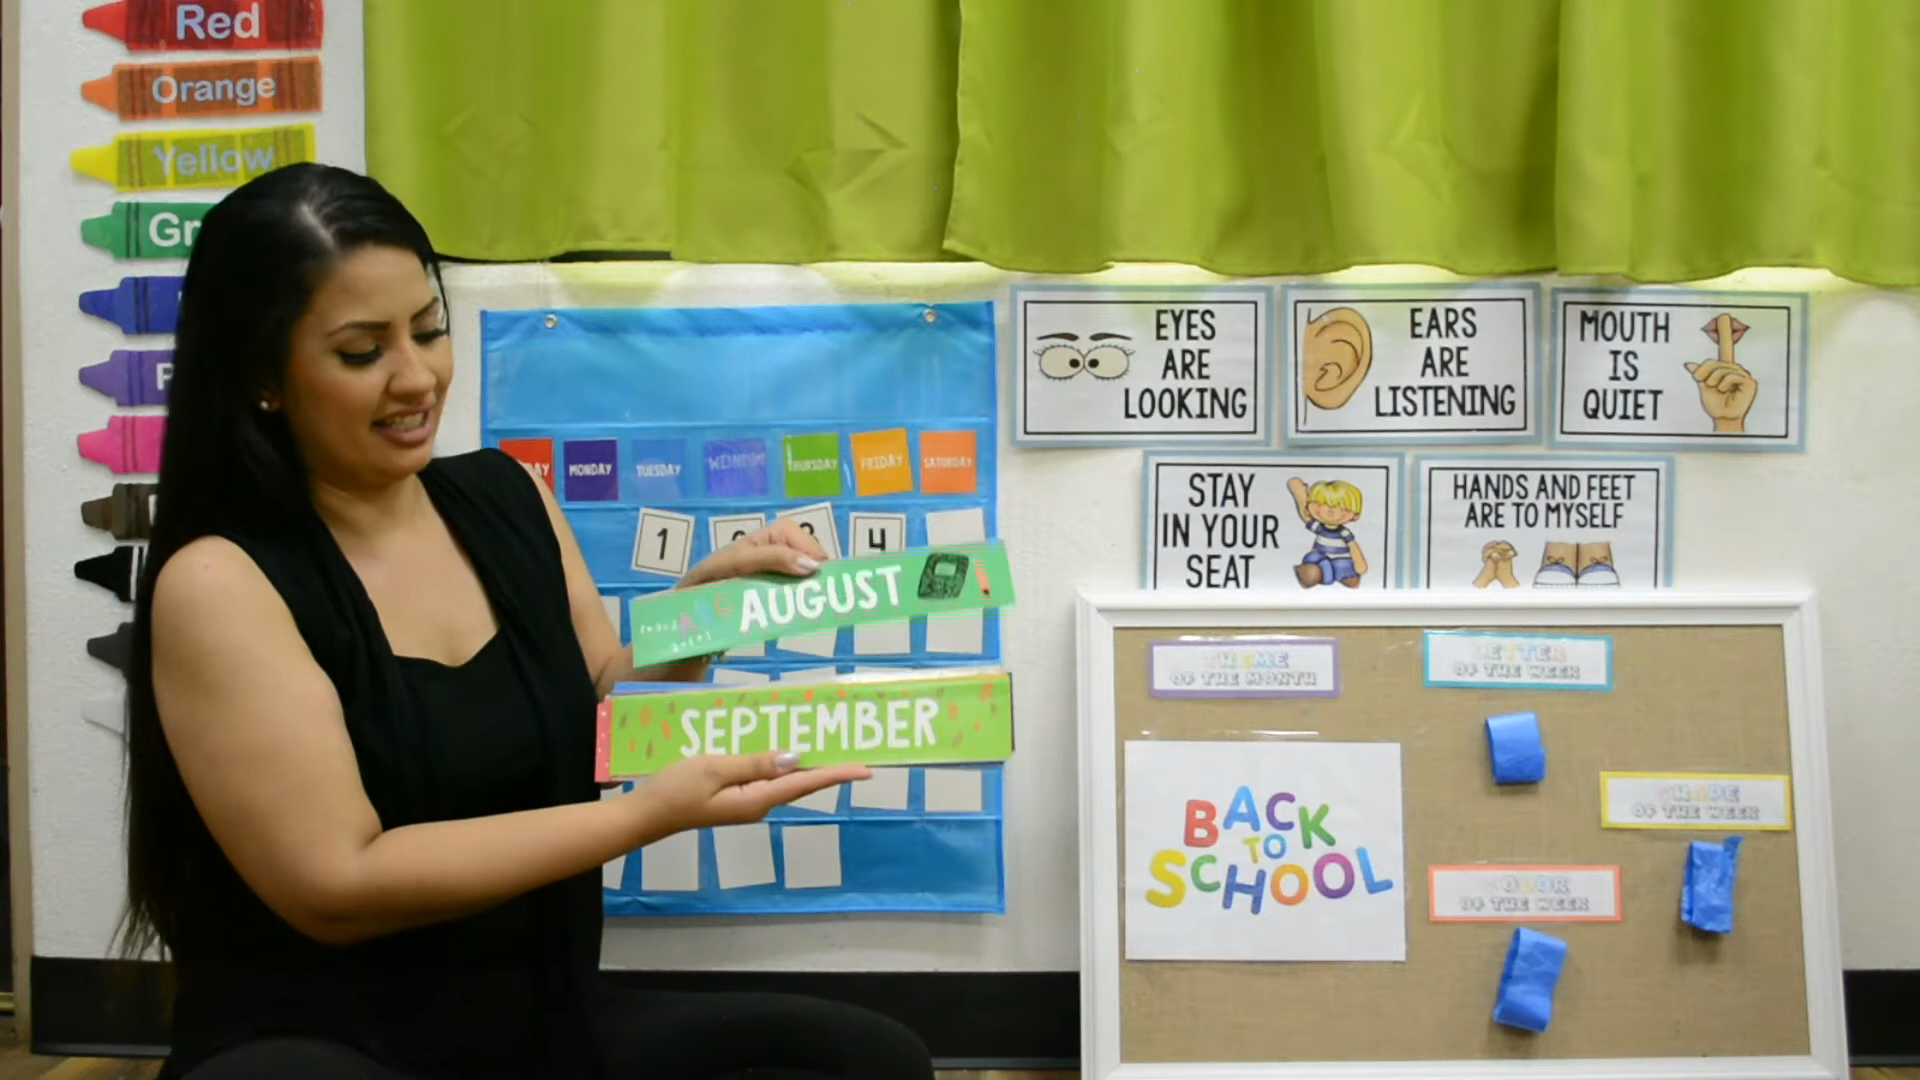 Red
Orange
Yellow
Gr
P
MONDAY
TUESDAY
WEDNESDAY
THURSDAY
FRIDAY
SATURDAY
1
4
AUGUST
SEPTEMBER
EYES
ARE
LOOKING
EARS
ARE
LISTENING
MOUTH
IS
QUIET
STAY
IN YOUR
SEAT
HANDS AND FEET
ARE TO MYSELF
THEME
OF THE MONTH
LETTER
OF THE WEEK
SHAPE
OF THE WEEK
COLOR
OF THE WEEK
BACK
TO
SCHOOL